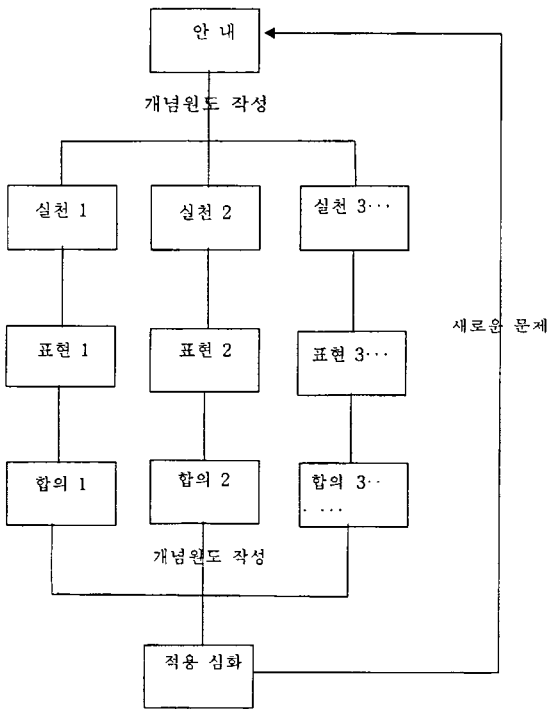 안 내
개념원도 작성
실천 1
실천 2
실천 3···
새로운 문제
표현 1
표현 2
표현 3···
합의 1
합의 2
합의 3··
· ···
개념원도 작성
적용 심화